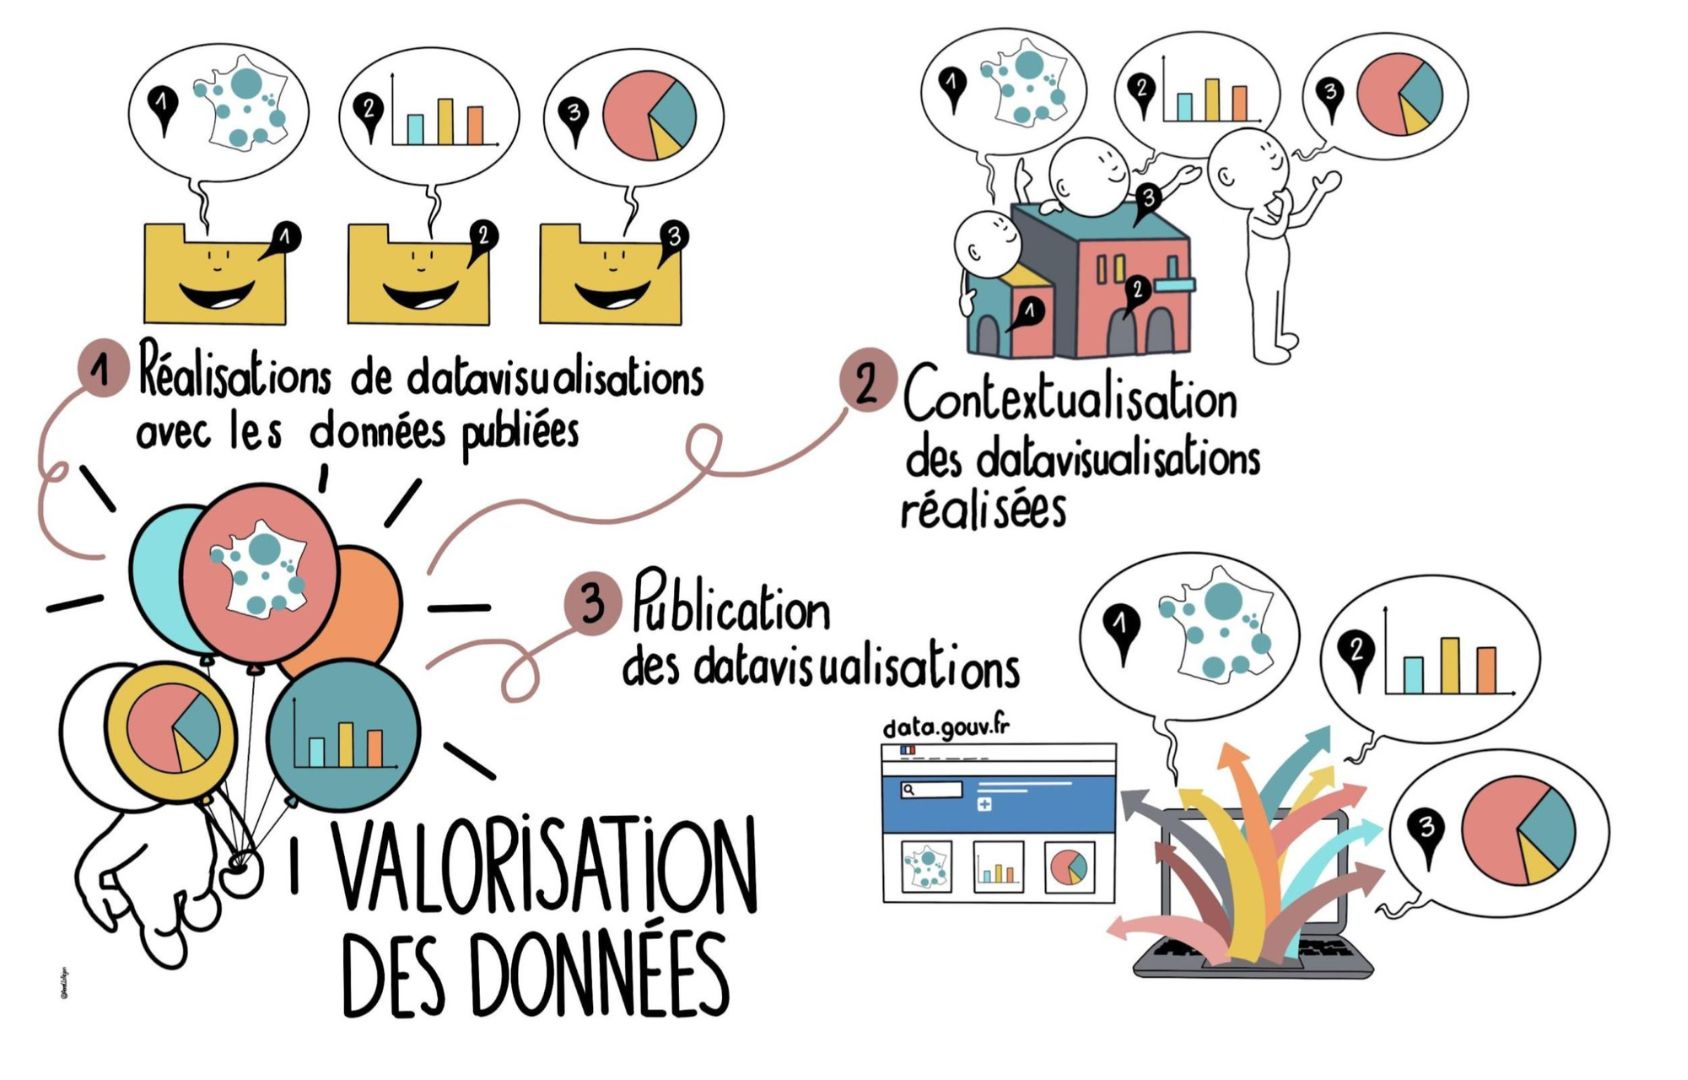 1
2
3
1
2
3
1 Réalisations de datavisualisations
avec les données publiées
1
2
3
3
2
1
2 Contextualisation
des datavisualisations
réalisées
3 Publication
des datavisualisations
data.gouv.fr
1
2
3
VALORISATION
DES DONNÉES